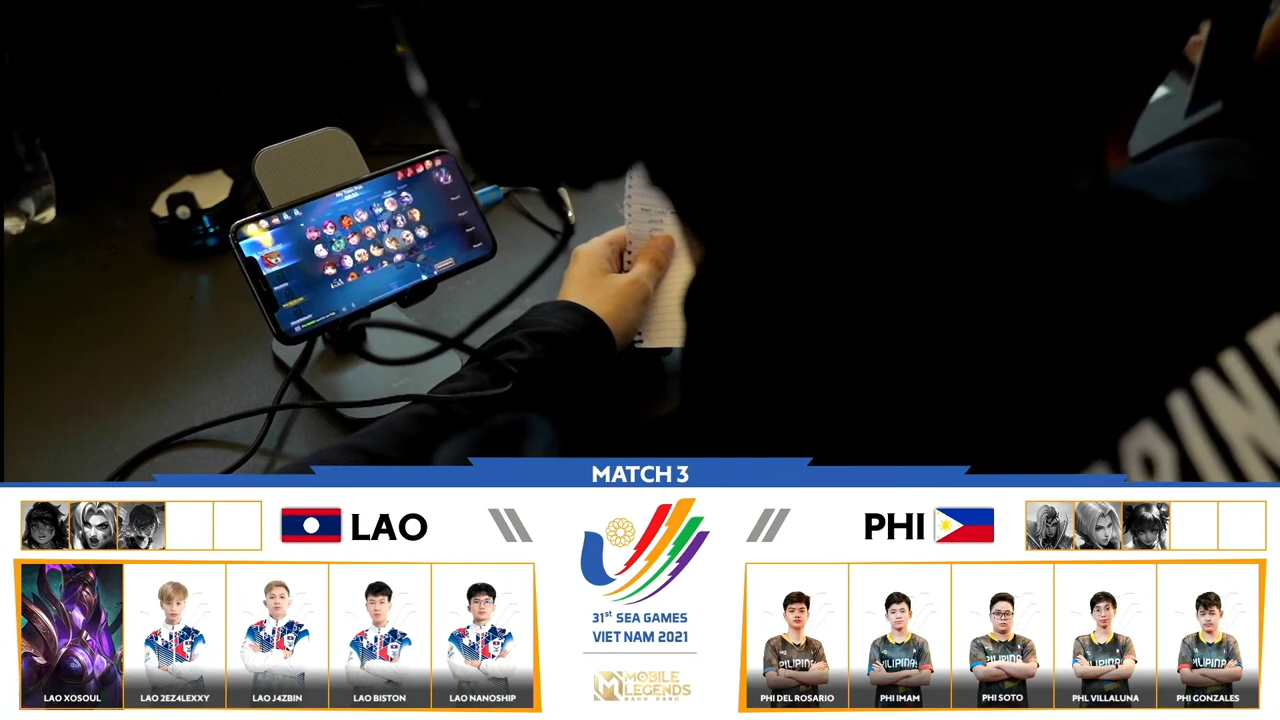 MATCH 3
LAO
PHI
31st SEA GAMES
VIET NAM 2021
MOBILE
LEGENDS
BANG BANG
LAO XOSOUL
LAO 2EZ4LEXXY
LAO J4ZBIN
LAO BISTON
LAO NANOSHIP
PHI DEL ROSARIO
PHI IMAM
PHI SOTO
PHL VILLALUNA
PHI GONZALES